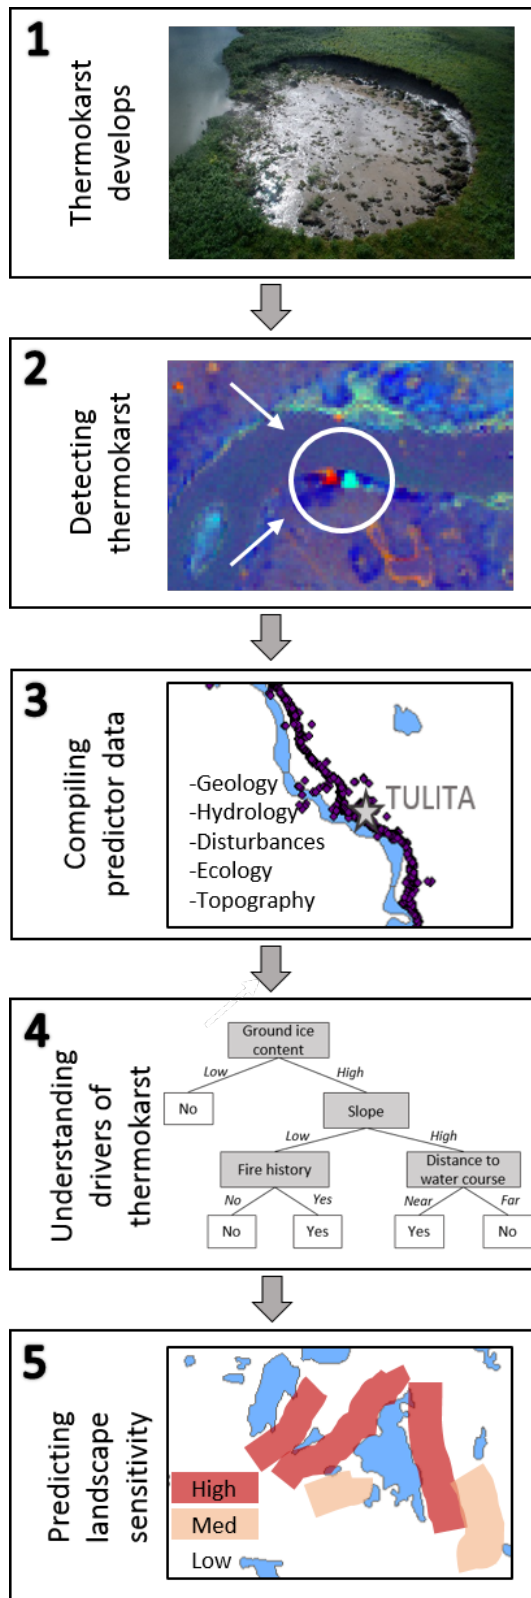 1
Thermokarst
develops
2
Detecting
thermokarst
3
Compiling
predictor data
-Geology
-Hydrology
-Disturbances
-Ecology
-Topography
TULITA
4
Understanding
drivers of
thermokarst
Ground ice
content
Low
High
No
Slope
Low
High
Fire history
Distance to
water course
No
Yes
Near
Far
No
Yes
Yes
No
5
Predicting
landscape
sensitivity
High
Med
Low